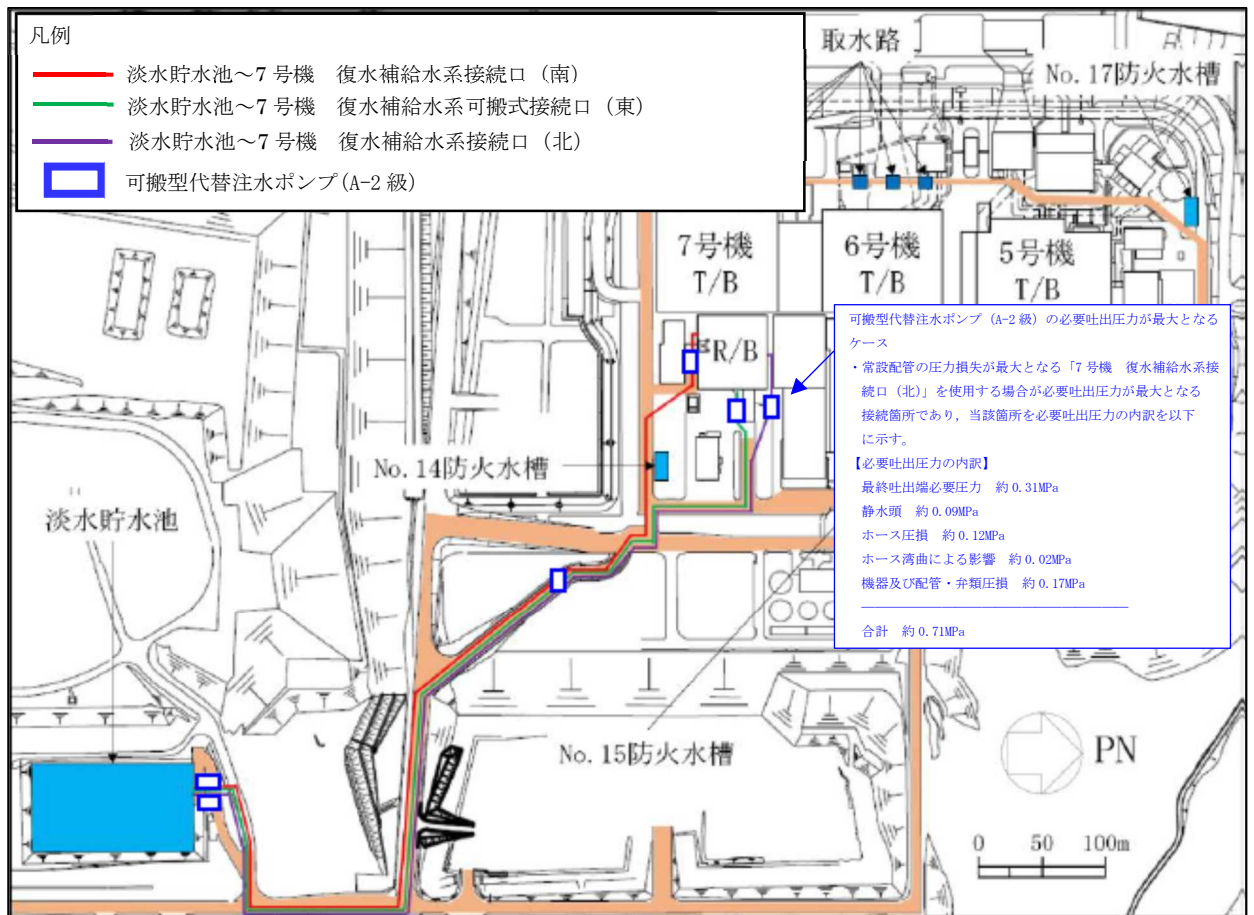 凡例
淡水貯水池～7 号機　復水補給水系接続口（南）
淡水貯水池～7 号機　復水補給水系可搬式接続口（東）
淡水貯水池～7 号機　復水補給水系接続口（北）
可搬型代替注水ポンプ(A-2 級)
取水路
No.17防火水槽
7号機
T/B
6号機
T/B
5号機
T/B
R/B
可搬型代替注水ポンプ（A-2 級）の必要吐出圧力が最大となる
ケース
・常設配管の圧力損失が最大となる「7 号機　復水補給水系接
続口（北）」を使用する場合が必要吐出圧力が最大となる
接続箇所であり，当該箇所を必要吐出圧力の内訳を以下
に示す。
【必要吐出圧力の内訳】
最終吐出端必要圧力　約 0.31MPa
静水頭　約 0.09MPa
ホース圧損　約 0.12MPa
ホース湾曲による影響　約 0.02MPa
機器及び配管・弁類圧損　約 0.17MPa
合計　約 0.71MPa
No.14防火水槽
淡水貯水池
No.15防火水槽
PN
0 50 100m